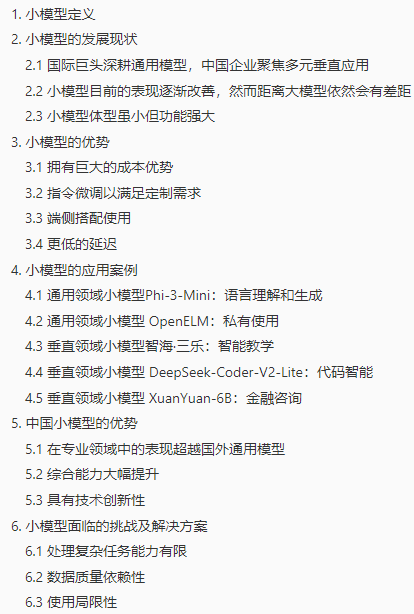 1. 小模型定义
2. 小模型的发展现状
2.1 国际巨头深耕通用模型，中国企业聚焦多元垂直应用
2.2 小模型目前的表现逐渐改善，然而距离大模型依然会有差距
2.3 小模型体型虽小但功能强大
3. 小模型的优势
3.1 拥有巨大的成本优势
3.2 指令微调以满足定制需求
3.3 端侧搭配使用
3.4 更低的延迟
4. 小模型的应用案例
4.1 通用领域小模型Phi-3-Mini：语言理解和生成
4.2 通用领域小模型 OpenELM：私有使用
4.3 垂直领域小模型智海·三乐：智能教学
4.4 垂直领域小模型 DeepSeek-Coder-V2-Lite：代码智能
4.5 垂直领域小模型 XuanYuan-6B：金融咨询
5. 中国小模型的优势
5.1 在专业领域中的表现超越国外通用模型
5.2 综合能力大幅提升
5.3 具有技术创新性
6. 小模型面临的挑战及解决方案
6.1 处理复杂任务能力有限
6.2 数据质量依赖性
6.3 使用局限性